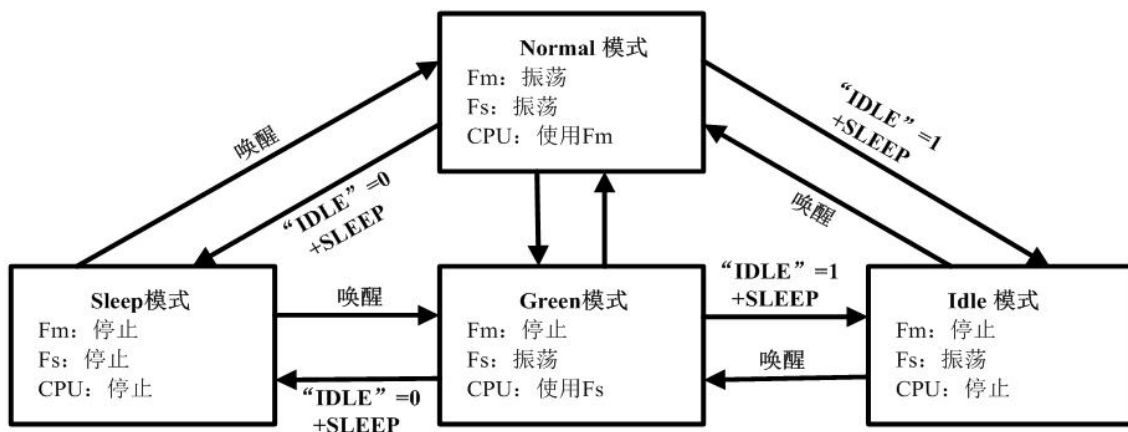 Normal 模式
Fm：振荡
Fs：振荡
CPU：使用Fm
唤醒
“IDLE”=0
+SLEEP
“IDLE”=1
+SLEEP
唤醒
Sleep模式
Fm：停止
Fs：停止
CPU：停止
唤醒
“IDLE”=0
+SLEEP
Green模式
Fm：停止
Fs：振荡
CPU：使用Fs
“IDLE”=1
+SLEEP
唤醒
Idle 模式
Fm：停止
Fs：振荡
CPU：停止